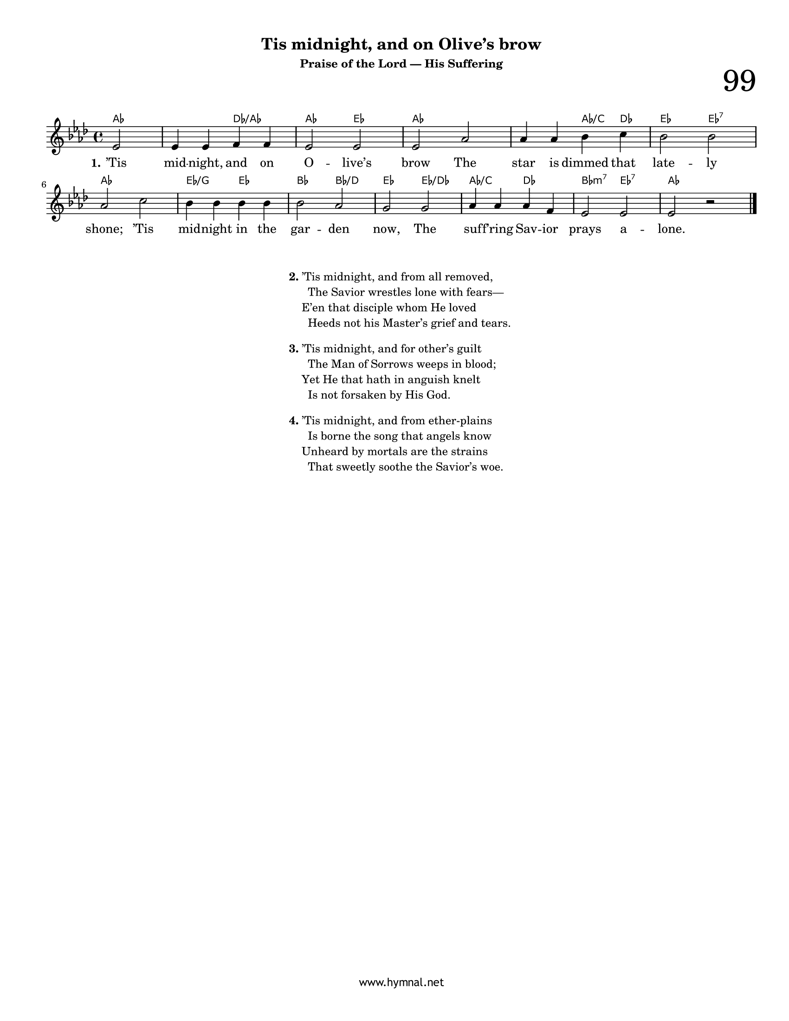 Tis midnight, and on Olive's brow
Praise of the Lord — His Suffering
99
A♭ D♭/A♭ A♭ E♭ A♭ A♭/C D♭ E♭ E♭7
1. 'Tis mid-night, and on O - live's brow The star is dimmed that late - ly
6
A♭ E♭/G E♭ B♭ B♭/D E♭ E♭/D♭ A♭/C D♭ B♭m7 E♭7 A♭
shone; 'Tis midnight in the gar - den now, The suff'ring Sav-ior prays a - lone.
2. 'Tis midnight, and from all removed,
The Savior wrestles lone with fears—
E'en that disciple whom He loved
Heeds not his Master's grief and tears.
3. 'Tis midnight, and for other's guilt
The Man of Sorrows weeps in blood;
Yet He that hath in anguish knelt
Is not forsaken by His God.
4. 'Tis midnight, and from ether-plains
Is borne the song that angels know
Unheard by mortals are the strains
That sweetly soothe the Savior's woe.
www.hymnal.net